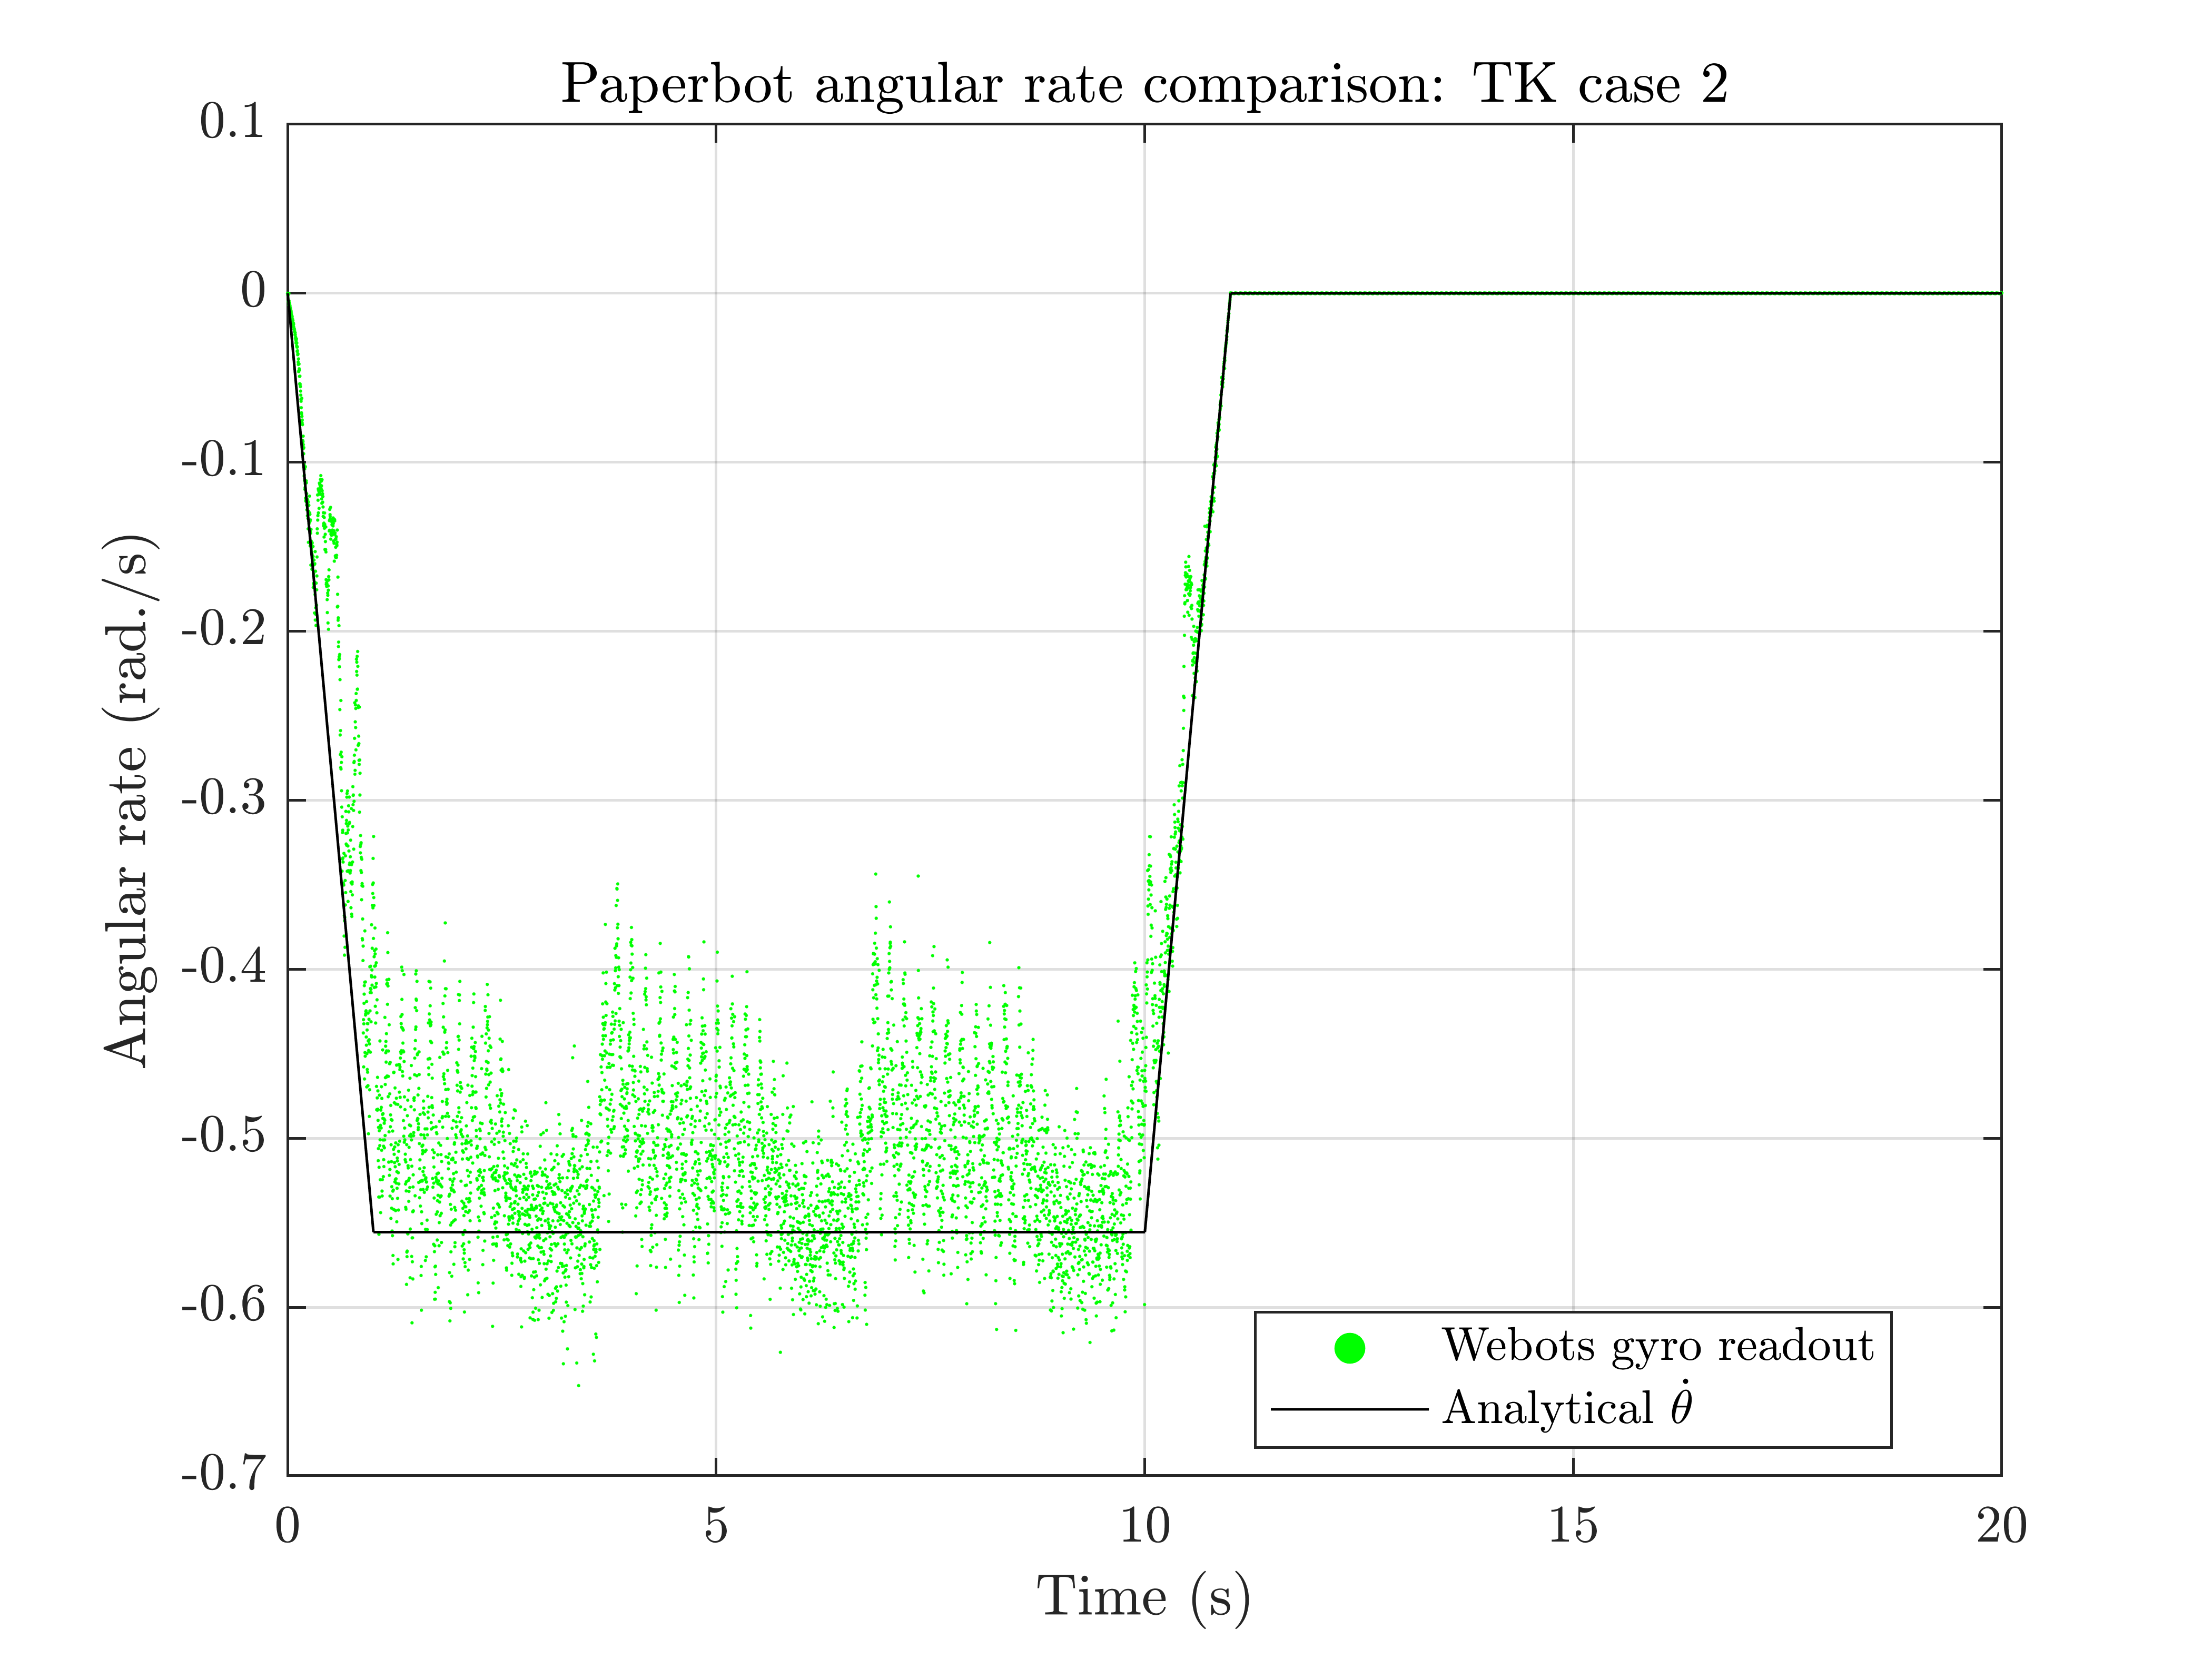 Paperbot angular rate comparison: TK case 2
0.1
0
-0.1
-0.2
-0.3
-0.4
-0.5
-0.6
-0.7
Angular rate (rad./s)
Webots gyro readout
Analytical θ̇
0 5 10 15 20
Time (s)